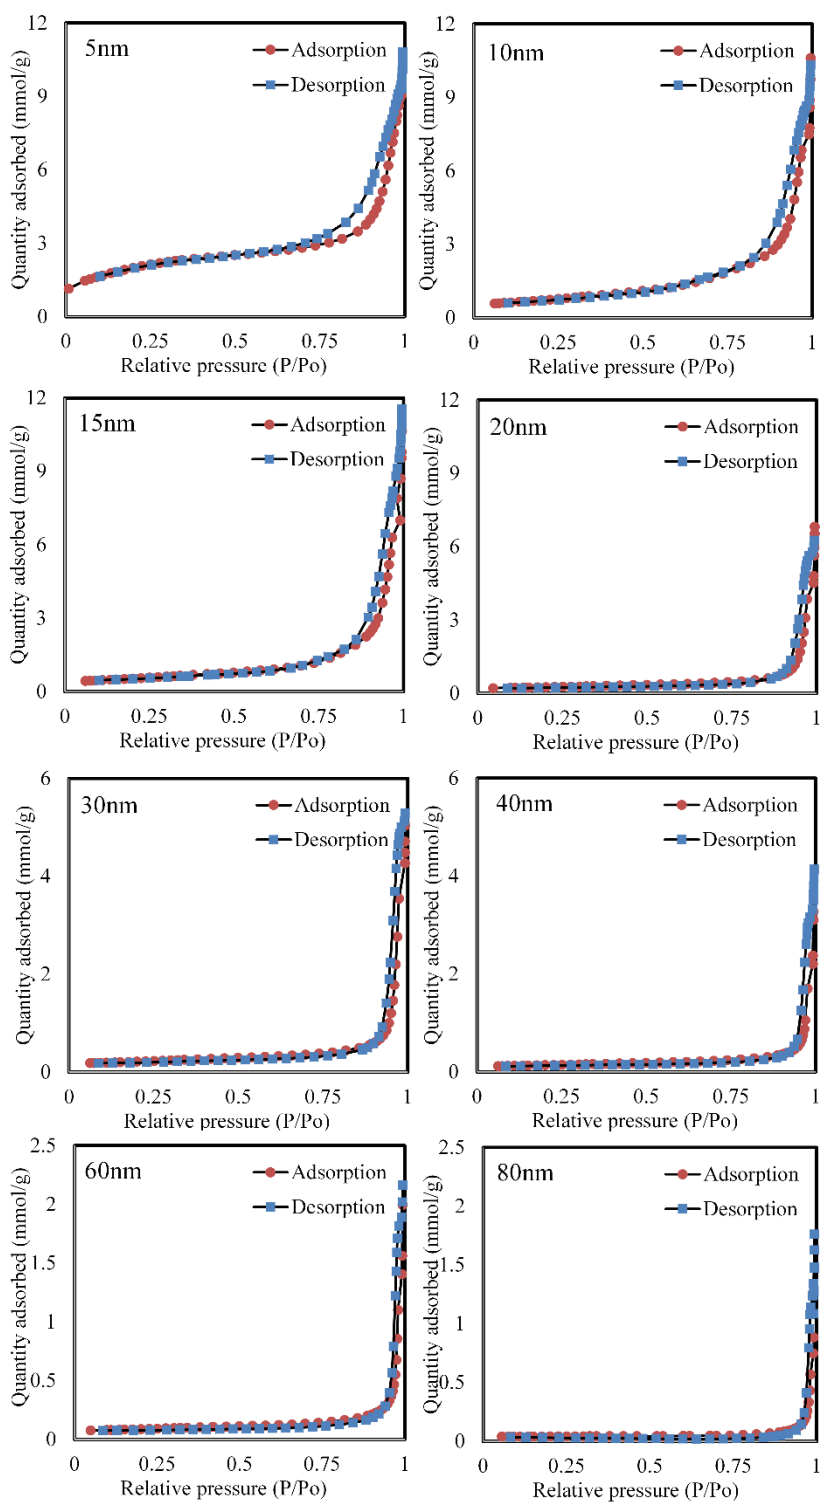 5nm
Adsorption
Desorption
Quantity adsorbed (mmol/g)
12
9
6
3
0
0 0.25 0.5 0.75 1
Relative pressure (P/Po)
10nm
Adsorption
Desorption
Quantity adsorbed (mmol/g)
12
9
6
3
0
0 0.25 0.5 0.75 1
Relative pressure (P/Po)
15nm
Adsorption
Desorption
Quantity adsorbed (mmol/g)
12
9
6
3
0
0 0.25 0.5 0.75 1
Relative pressure (P/Po)
20nm
Adsorption
Desorption
Quantity adsorbed (mmol/g)
12
9
6
3
0
0 0.25 0.5 0.75 1
Relative pressure (P/Po)
30nm
Adsorption
Desorption
Quantity adsorbed (mmol/g)
6
4
2
0
0 0.25 0.5 0.75 1
Relative pressure (P/Po)
40nm
Adsorption
Desorption
Quantity adsorbed (mmol/g)
6
4
2
0
0 0.25 0.5 0.75 1
Relative pressure (P/Po)
60nm
Adsorption
Desorption
Quantity adsorbed (mmol/g)
2.5
2
1.5
1
0.5
0
0 0.25 0.5 0.75 1
Relative pressure (P/Po)
80nm
Adsorption
Desorption
Quantity adsorbed (mmol/g)
2.5
2
1.5
1
0.5
0
0 0.25 0.5 0.75 1
Relative pressure (P/Po)